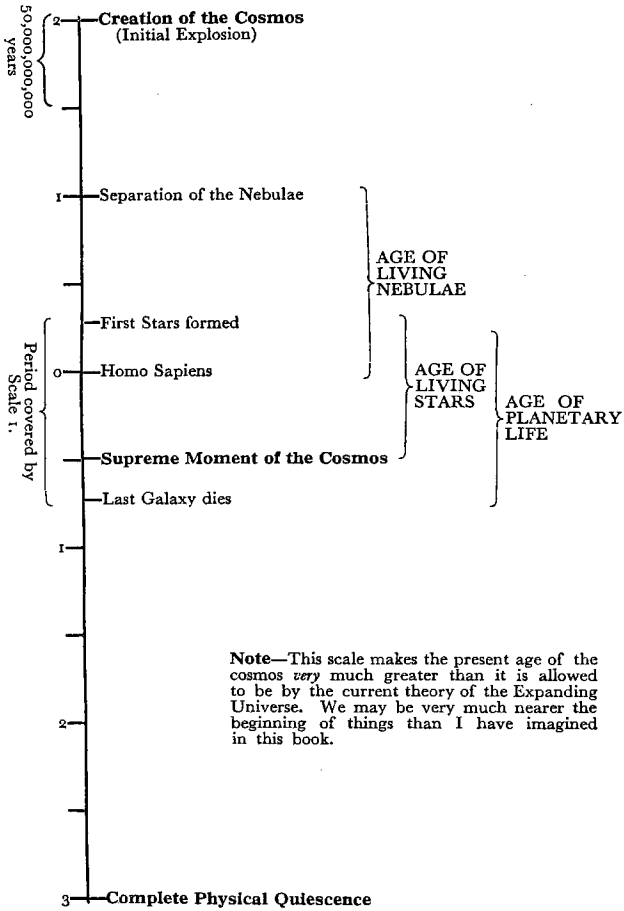 50,000,000,000
years
2
Creation of the Cosmos
(Initial Explosion)
1
Separation of the Nebulae
AGE OF
LIVING
NEBULAE
First Stars formed
0
Homo Sapiens
AGE OF
LIVING
STARS
AGE OF
PLANETARY
LIFE
Period covered by
Scale 1.
Supreme Moment of the Cosmos
Last Galaxy dies
1
Note—This scale makes the present age of the
cosmos very much greater than it is allowed
to be by the current theory of the Expanding
Universe. We may be very much nearer the
beginning of things than I have imagined
in this book.
2
3
Complete Physical Quiescence